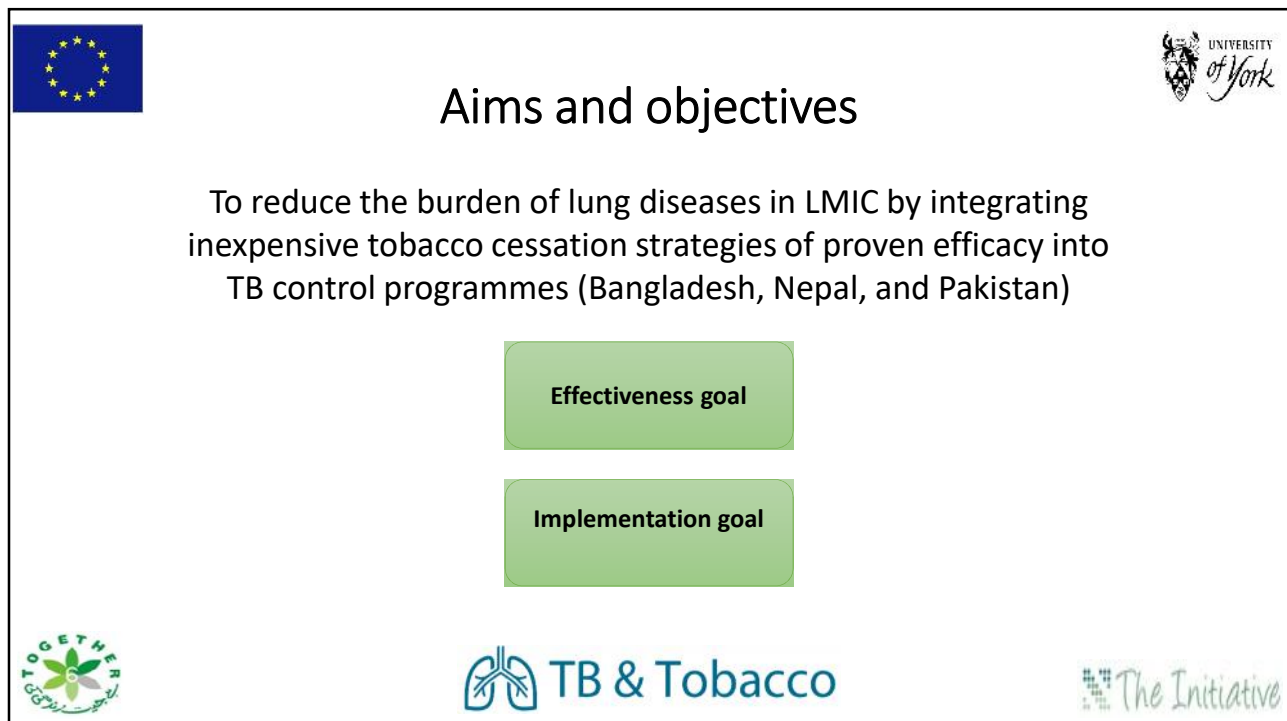 UNIVERSITY
of York
Aims and objectives
To reduce the burden of lung diseases in LMIC by integrating
inexpensive tobacco cessation strategies of proven efficacy into
TB control programmes (Bangladesh, Nepal, and Pakistan)
Effectiveness goal
Implementation goal
TOGETHER
TB & Tobacco
The Initiative